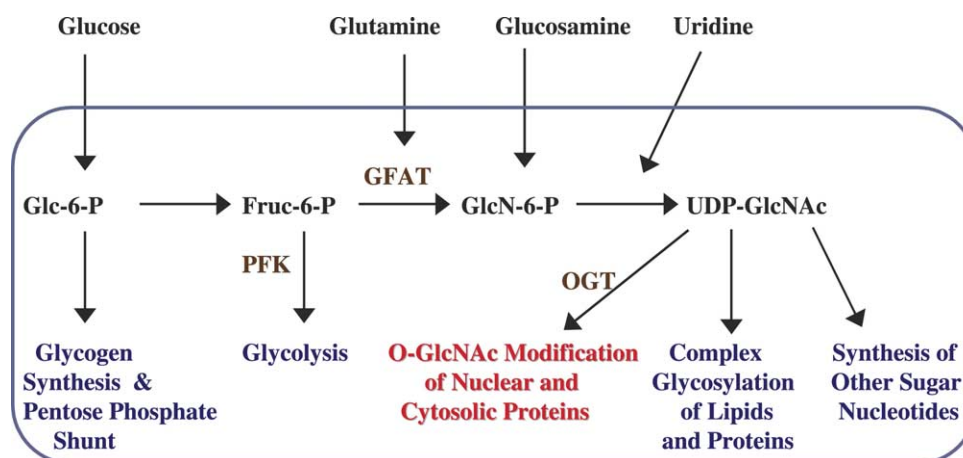 Glucose
Glutamine
Glucosamine
Uridine
GFAT
Glc-6-P
Fruc-6-P
GlcN-6-P
UDP-GlcNAc
PFK
OGT
Glycogen
Synthesis &
Pentose Phosphate
Shunt
Glycolysis
O-GlcNAc Modification
of Nuclear and
Cytosolic Proteins
Complex
Glycosylation
of Lipids
and Proteins
Synthesis of
Other Sugar
Nucleotides